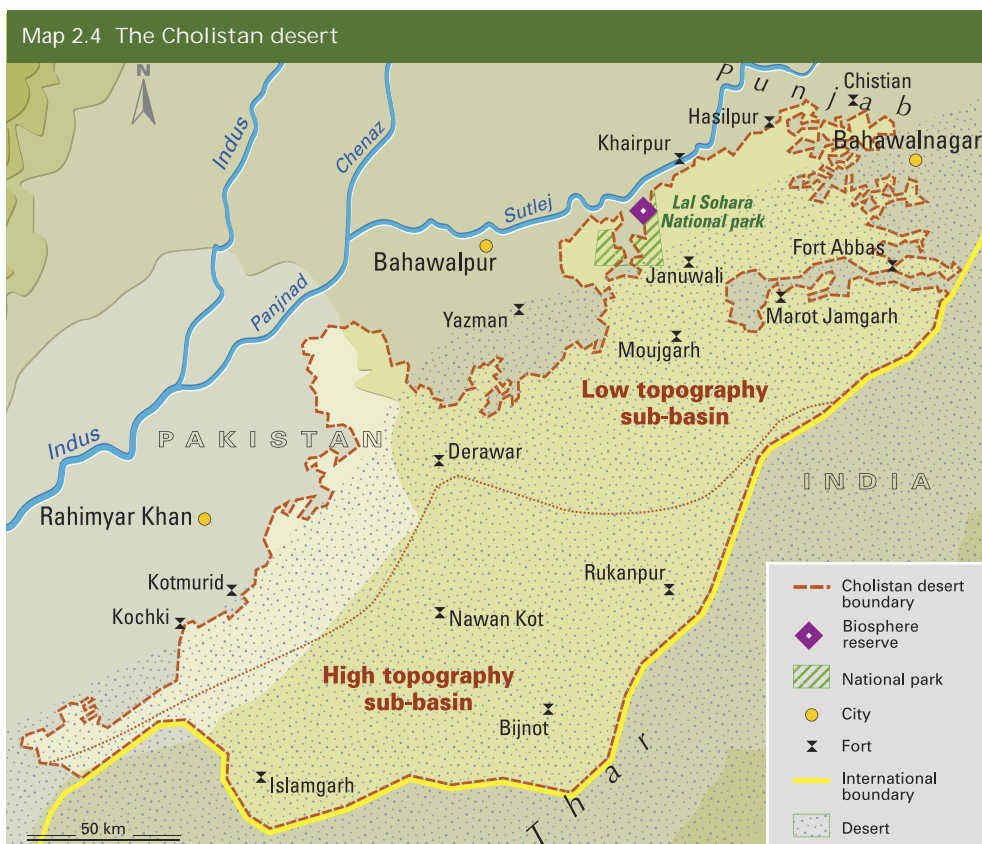 Map 2.4 The Cholistan desert
N
Punjab
Chistian
Hasilpur
Bahawalnagar
Khairpur
Indus
Chenaz
Sutlej
Lal Sohara
National park
Bahawalpur
Januwali
Fort Abbas
Panjnad
Yazman
Marot Jamgarh
Moujgarh
Low topography
sub-basin
Indus
PAKISTAN
Derawar
INDIA
Rahimyar Khan
Kotmurid
Rukanpur
Kochki
Nawan Kot
High topography
sub-basin
Bijnot
Islamgarh
Thar
50 km
Cholistan desert
boundary
Biosphere
reserve
National park
City
Fort
International
boundary
Desert